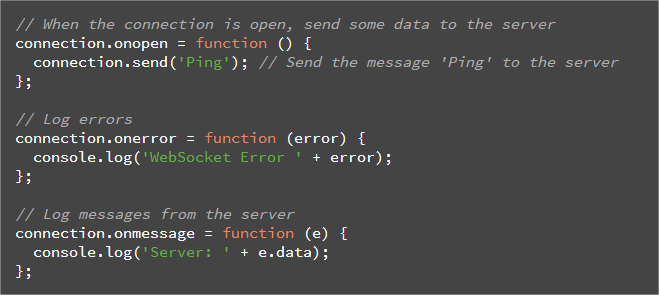 // When the connection is open, send some data to the server
connection.onopen = function () {
  connection.send('Ping'); // Send the message 'Ping' to the server
};

// Log errors
connection.onerror = function (error) {
  console.log('WebSocket Error ' + error);
};

// Log messages from the server
connection.onmessage = function (e) {
  console.log('Server: ' + e.data);
};